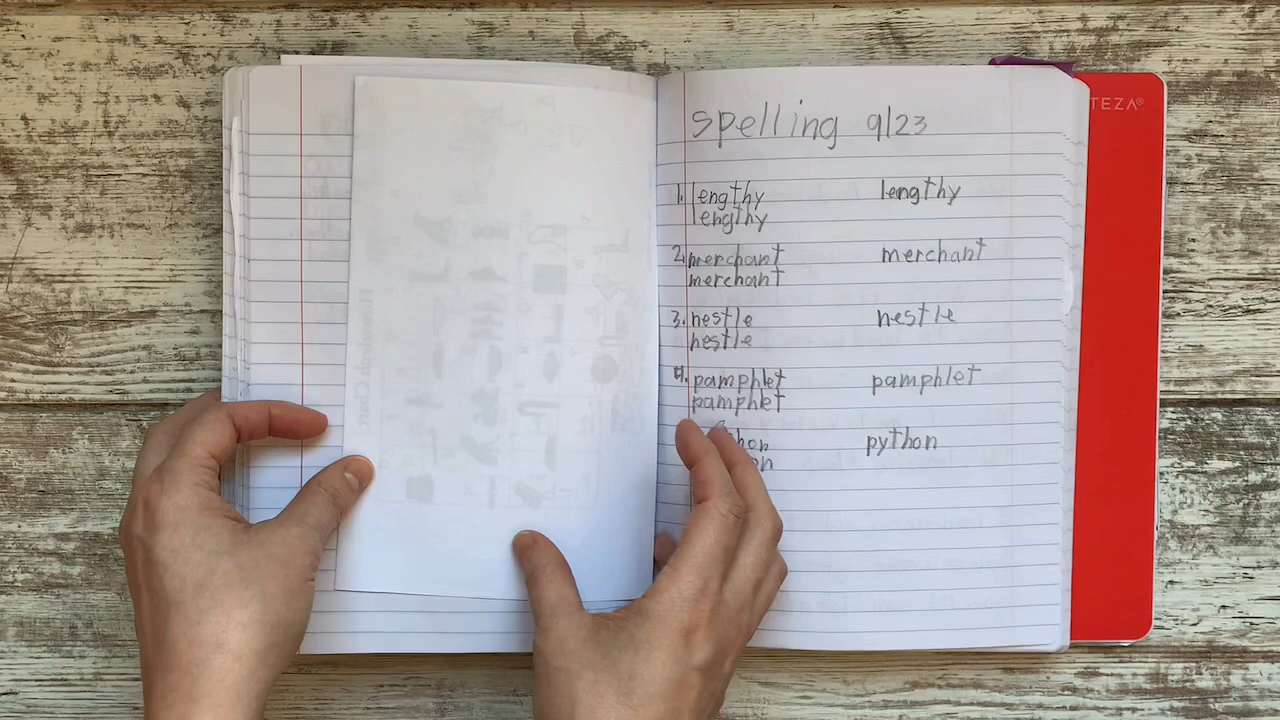 spelling 9/23
1. lengthy lengthy
lengthy
2. merchant merchant
merchant
3. nestle nestle
nestle
4. pamphlet pamphlet
pamphlet
python
TEZA®